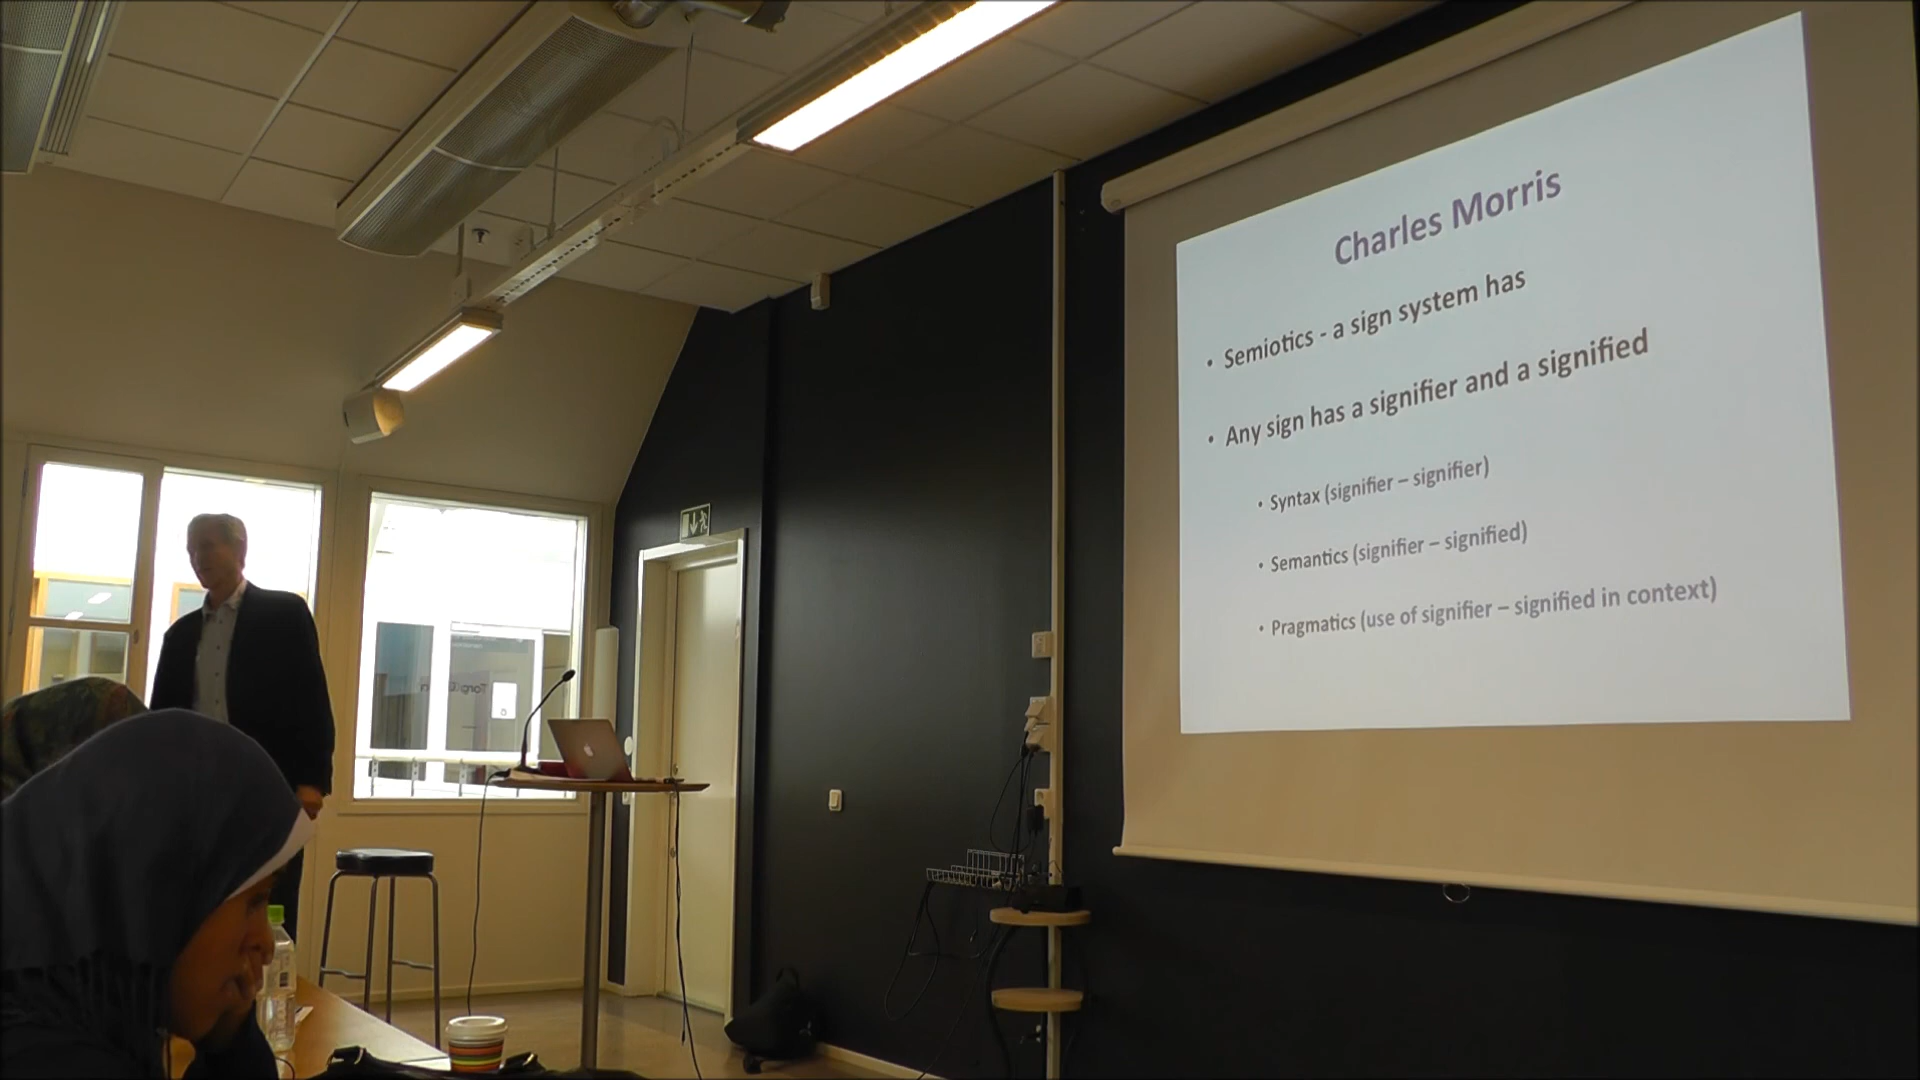 Charles Morris
• Semiotics - a sign system has
• Any sign has a signifier and a signified
• Syntax (signifier – signifier)
• Semantics (signifier – signified)
• Pragmatics (use of signifier – signified in context)